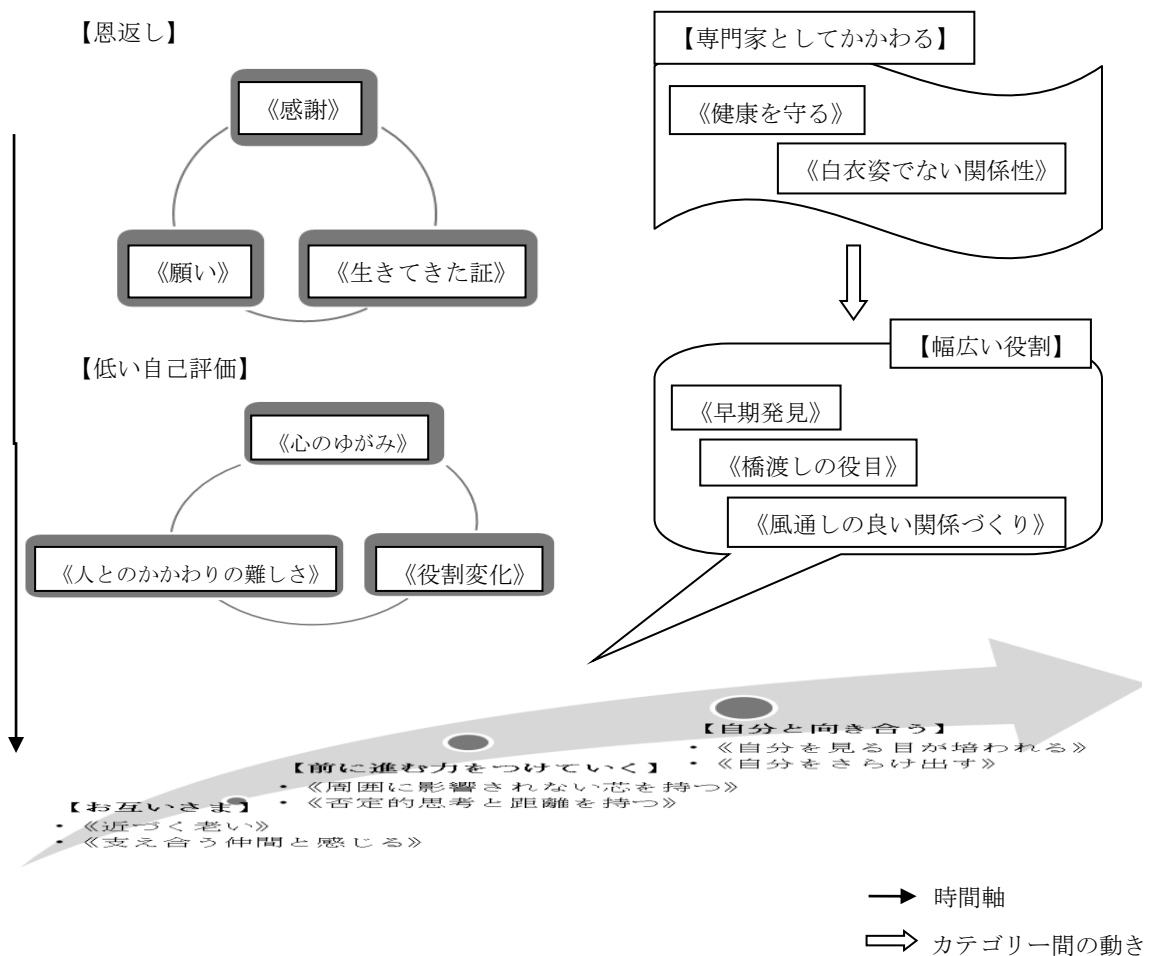 【恩返し】
《感謝》
《願い》
《生きてきた証》
【低い自己評価】
《心のゆがみ》
《人とのかかわりの難しさ》
《役割変化》
【専門家としてかかわる】
《健康を守る》
《白衣姿でない関係性》
【幅広い役割】
《早期発見》
《橋渡しの役目》
《風通しの良い関係づくり》
【お互いさま】
・《近づく老い》
・《支え合う仲間と感じる》
【前に進む力をつけていく】
・《周囲に影響されない芯を持つ》
・《否定的思考と距離を持つ》
【自分と向き合う】
・《自分を見る目が培われる》
・《自分をさらけ出す》
時間軸
カテゴリー間の動き